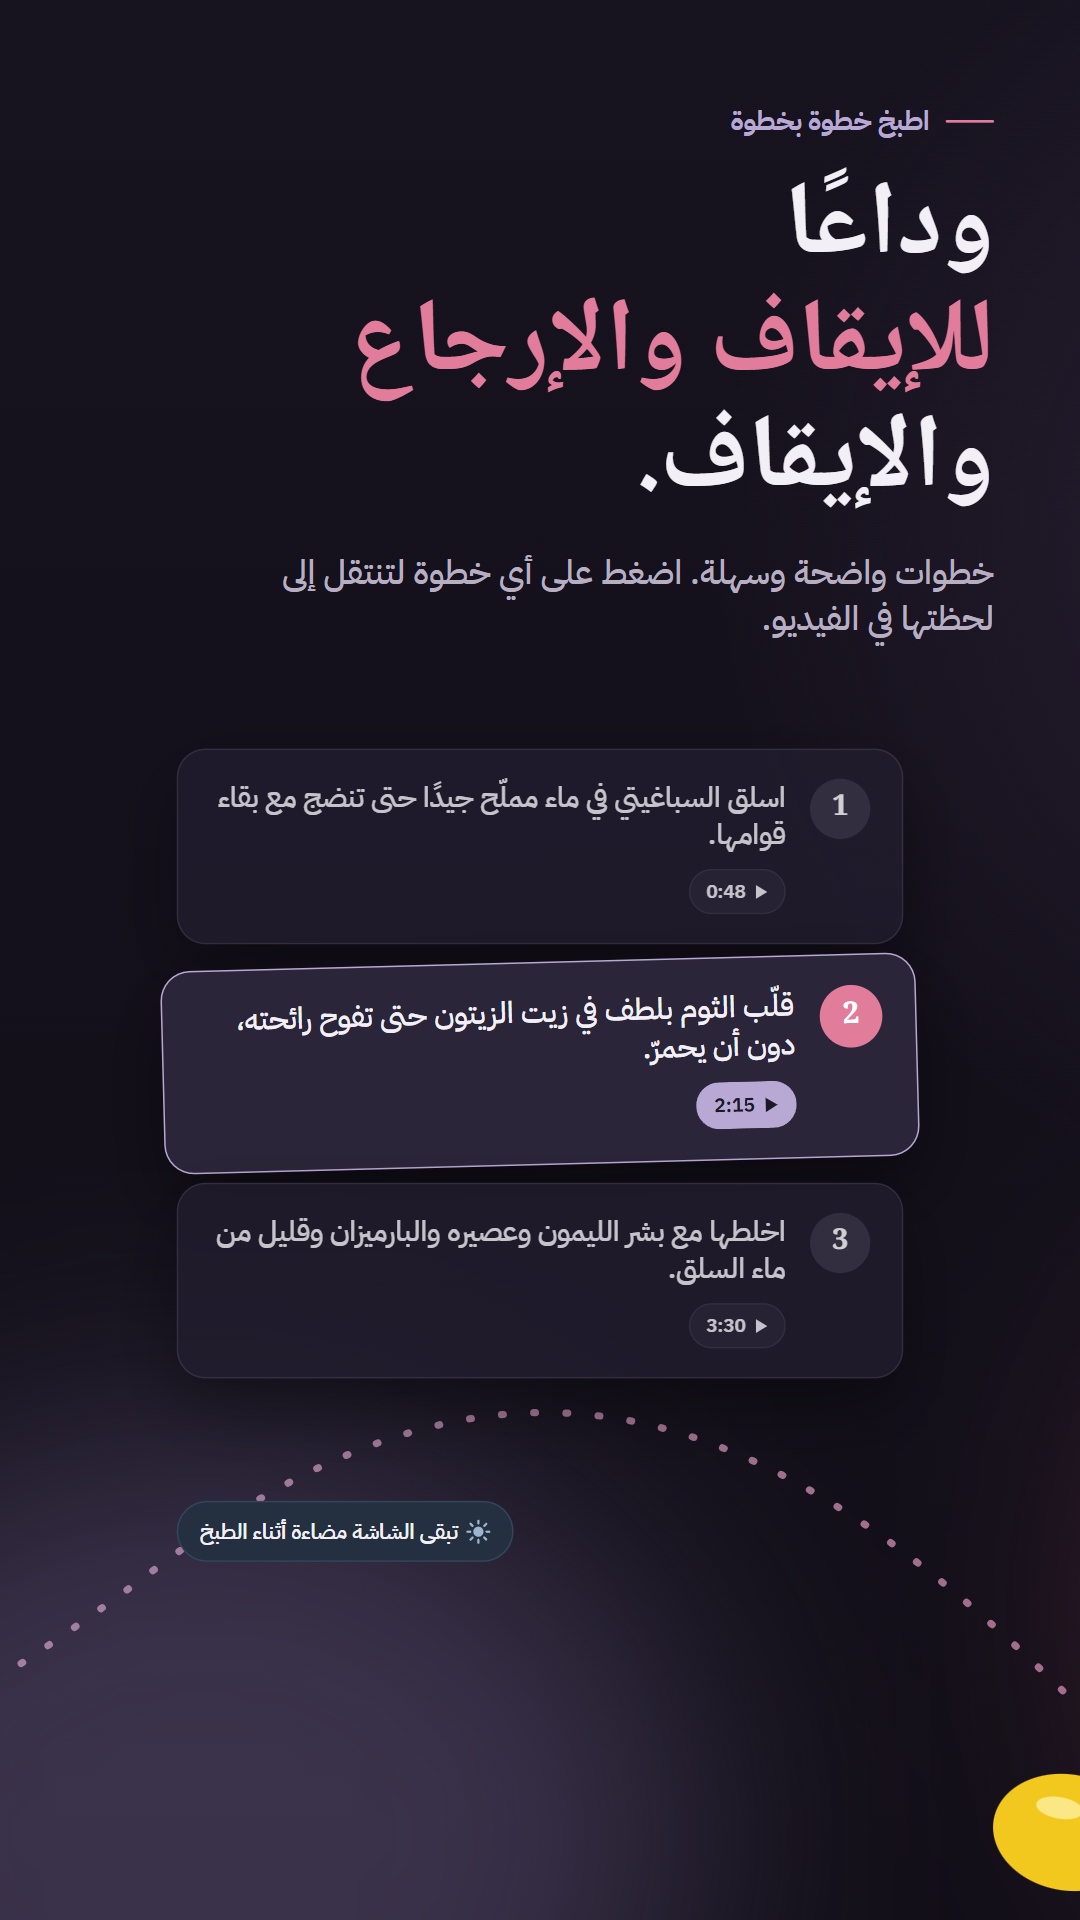 اطبخ خطوة بخطوة
وداعًا
للإيقاف والإرجاع
والإيقاف.
خطوات واضحة وسهلة. اضغط على أي خطوة لتنتقل إلى
لحظتها في الفيديو.
1
اسلق السباغيتي في ماء مملّح جيدًا حتى تنضج مع بقاء
قوامها.
0:48
2
قلّب الثوم بلطف في زيت الزيتون حتى تفوح رائحته،
دون أن يحمرّ.
2:15
3
اخلطها مع بشر الليمون وعصيره والبارميزان وقليل من
ماء السلق.
3:30
تبقى الشاشة مضاءة أثناء الطبخ